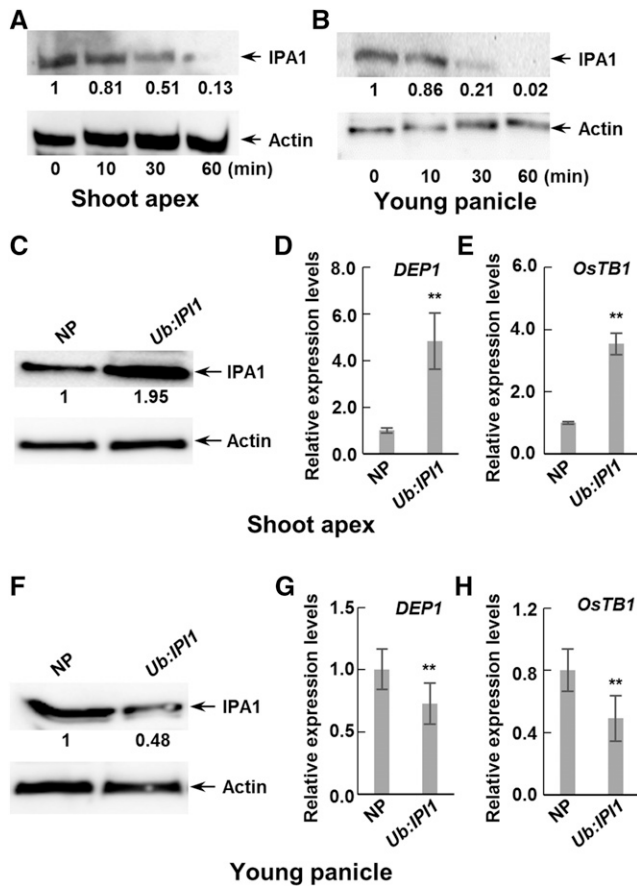 A
IPA1
1 0.81 0.51 0.13
Actin
0 10 30 60 (min)
Shoot apex
B
IPA1
1 0.86 0.21 0.02
Actin
0 10 30 60 (min)
Young panicle
C
NP Ub:IPI1
IPA1
1 1.95
Actin
D
DEP1
Relative expression levels
8.0
6.0
4.0
2.0
0.0
**
NP Ub:IPI1
E
OsTB1
Relative expression levels
6.0
4.0
2.0
0.0
**
NP Ub:IPI1
Shoot apex
F
NP Ub:IPI1
IPA1
1 0.48
Actin
G
DEP1
Relative expression levels
1.5
1.0
0.5
0.0
**
NP Ub:IPI1
H
OsTB1
Relative expression levels
1.2
0.8
0.4
0.0
**
NP Ub:IPI1
Young panicle